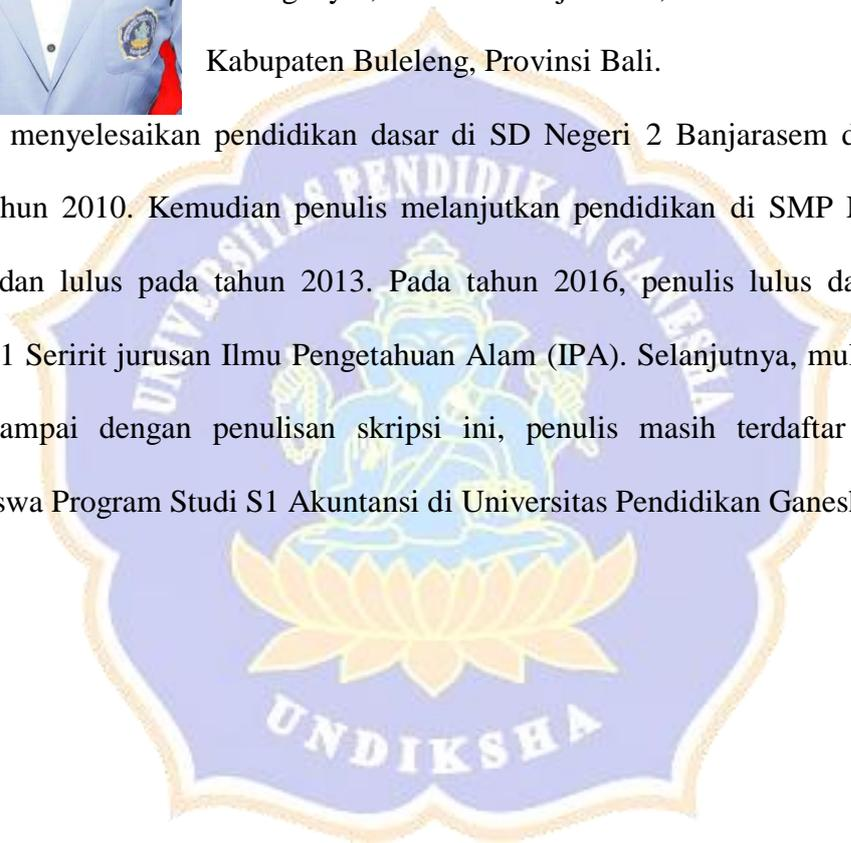 Kabupaten Buleleng, Provinsi Bali.
menyelesaikan pendidikan dasar di SD Negeri 2 Banjarasem d
hun 2010. Kemudian penulis melanjutkan pendidikan di SMP
dan lulus pada tahun 2013. Pada tahun 2016, penulis lulus da
1 Seririt jurusan Ilmu Pengetahuan Alam (IPA). Selanjutnya, mul
ampai dengan penulisan skripsi ini, penulis masih terdaftar
swa Program Studi S1 Akuntansi di Universitas Pendidikan Ganesh
UNIVERSITAS PENDIDIKAN GANESHA
UNDIKSHA